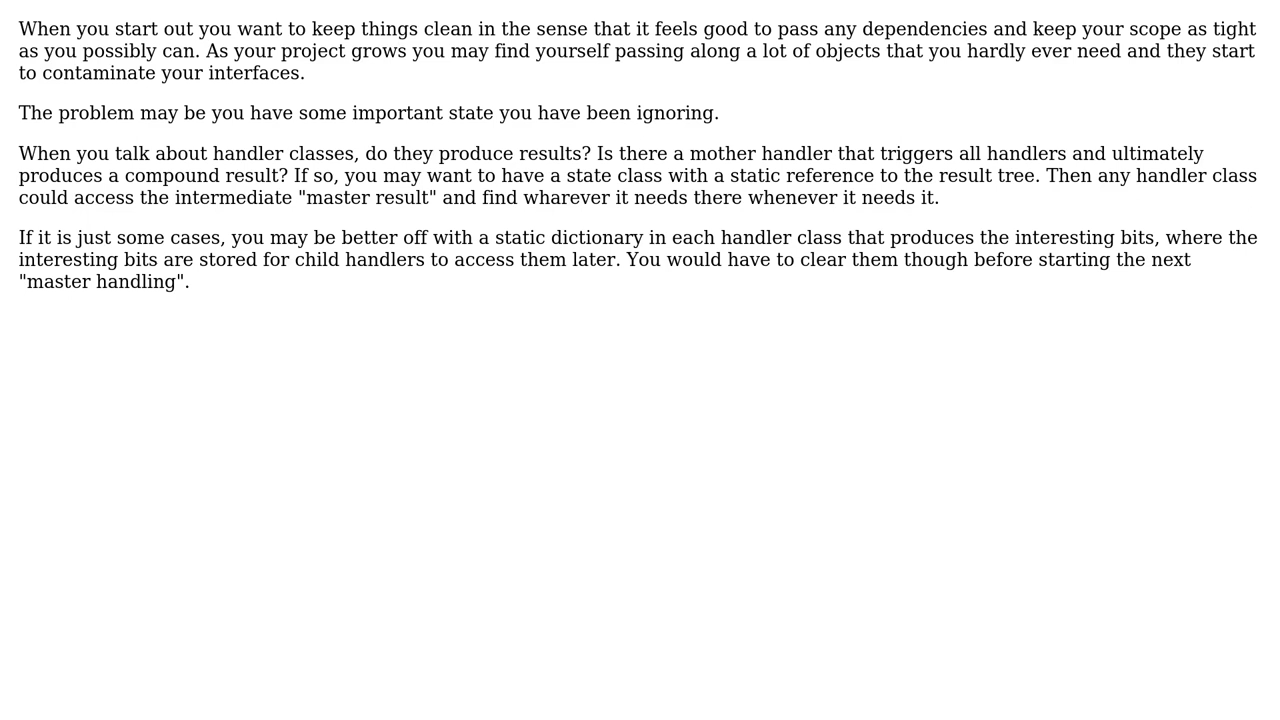 When you start out you want to keep things clean in the sense that it feels good to pass any dependencies and keep your scope as tight
as you possibly can. As your project grows you may find yourself passing along a lot of objects that you hardly ever need and they start
to contaminate your interfaces.
The problem may be you have some important state you have been ignoring.
When you talk about handler classes, do they produce results? Is there a mother handler that triggers all handlers and ultimately
produces a compound result? If so, you may want to have a state class with a static reference to the result tree. Then any handler class
could access the intermediate "master result" and find wharever it needs there whenever it needs it.
If it is just some cases, you may be better off with a static dictionary in each handler class that produces the interesting bits, where the
interesting bits are stored for child handlers to access them later. You would have to clear them though before starting the next
"master handling".